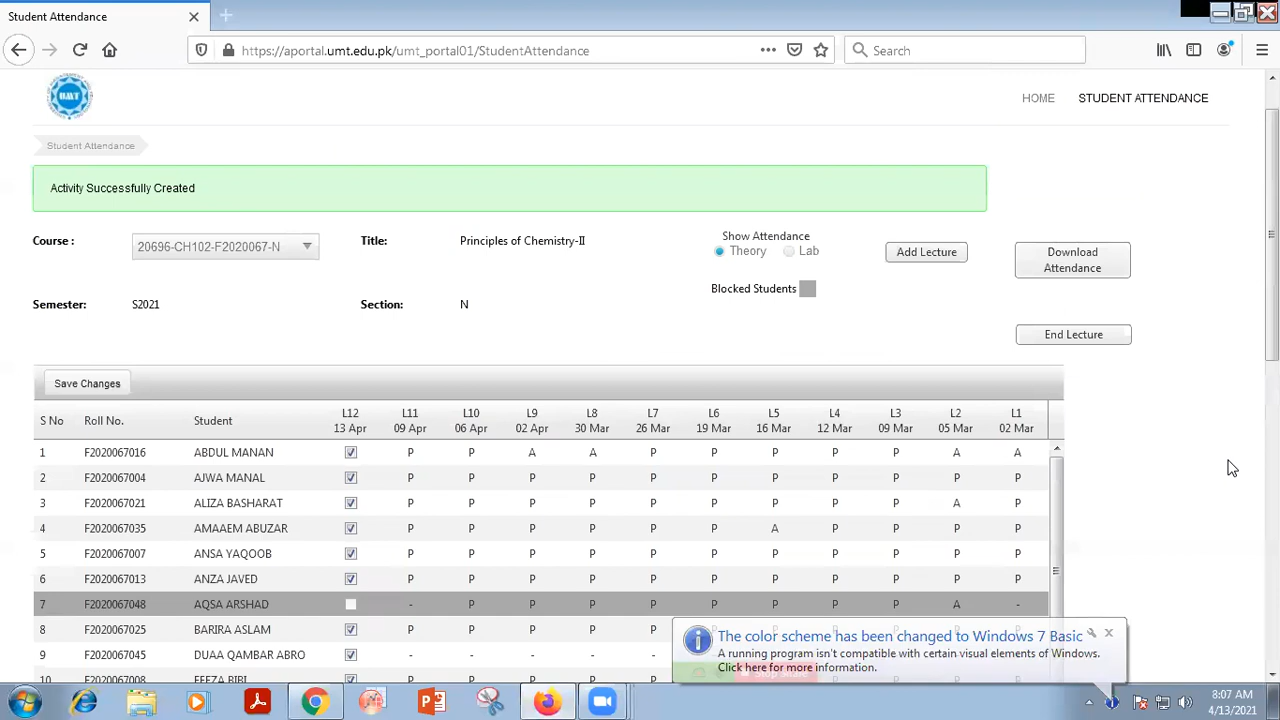 Student Attendance
https://aportal.umt.edu.pk/umt_portal01/StudentAttendance
Search
UMT
HOME STUDENT ATTENDANCE
Student Attendance
Activity Successfully Created
Course : 20696-CH102-F2020067-N Title: Principles of Chemistry-II Show Attendance
Theory Lab
Add Lecture
Download Attendance
Blocked Students
Semester: S2021 Section: N
End Lecture
Save Changes
S No Roll No. Student L12 L11 L10 L9 L8 L7 L6 L5 L4 L3 L2 L1
13 Apr 09 Apr 06 Apr 02 Apr 30 Mar 26 Mar 19 Mar 16 Mar 12 Mar 09 Mar 05 Mar 02 Mar
1 F2020067016 ABDUL MANAN P P A A P P P P P A A
2 F2020067004 AJWA MANAL P P P P P P P P P P P
3 F2020067021 ALIZA BASHARAT P P P P P P P P P A P
4 F2020067035 AMAAEM ABUZAR P P P P P P A P P P P
5 F2020067007 ANSA YAQOOB P P P P P P P P P P P
6 F2020067013 ANZA JAVED P P P P P P P P P P P
7 F2020067048 AQSA ARSHAD - P P P P P P P P A -
8 F2020067025 BARIRA ASLAM P P P P
9 F2020067045 DUAA QAMBAR ABRO - - - -
10 F2020067008 FEEZA BIBI
The color scheme has been changed to Windows 7 Basic
A running program isn't compatible with certain visual elements of Windows.
Click here for more information.
Stop Share
8:07 AM
4/13/2021